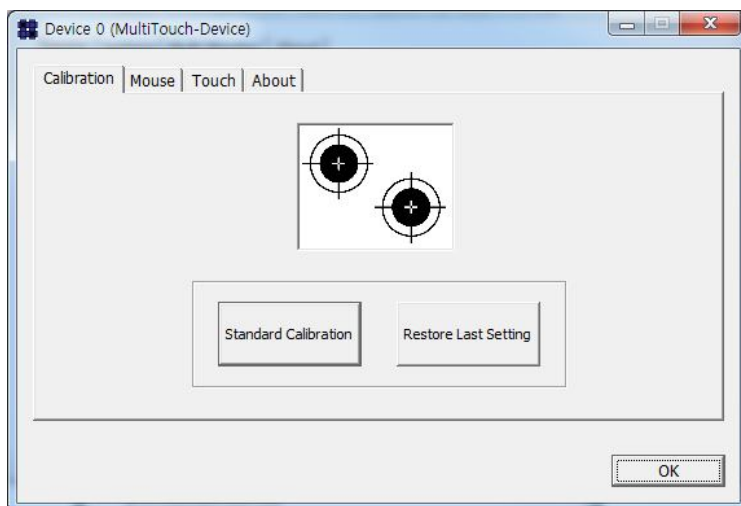 Device 0 (MultiTouch-Device)
Calibration Mouse Touch About
Standard Calibration Restore Last Setting
OK